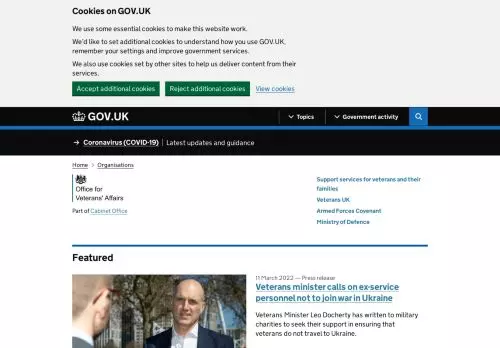 Cookies on GOV.UK
We use some essential cookies to make this website work.
We'd like to set additional cookies to understand how you use GOV.UK,
remember your settings and improve government services.
We also use cookies set by other sites to help us deliver content from their
services.
Accept additional cookies
Reject additional cookies
View cookies
GOV.UK
Topics
Government activity
→ Coronavirus (COVID-19) | Latest updates and guidance
Home > Organisations
Office for
Veterans' Affairs
Part of Cabinet Office
Support services for veterans and their
families
Veterans UK
Armed Forces Covenant
Ministry of Defence
Featured
11 March 2022 — Press release
Veterans minister calls on ex-service
personnel not to join war in Ukraine
Veterans Minister Leo Docherty has written to military
charities to seek their support in ensuring that
veterans do not travel to Ukraine.